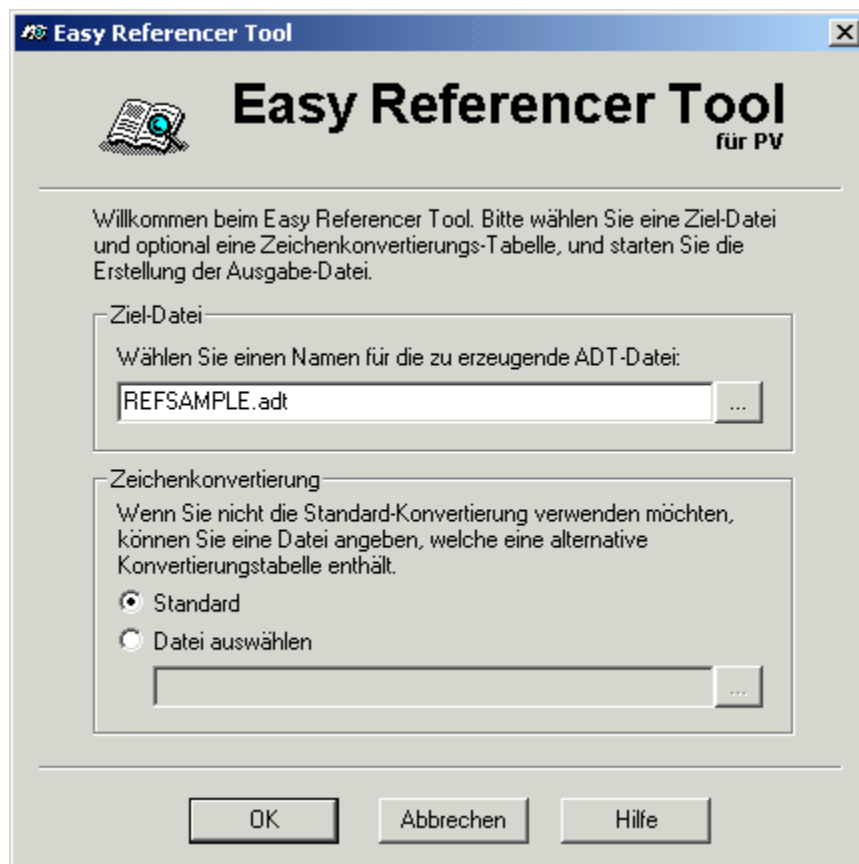 Easy Referencer Tool
Easy Referencer Tool
für PV
Willkommen beim Easy Referencer Tool. Bitte wählen Sie eine Ziel-Datei
und optional eine Zeichenkonvertierungs-Tabelle, und starten Sie die
Erstellung der Ausgabe-Datei.
Ziel-Datei
Wählen Sie einen Namen für die zu erzeugende ADT-Datei:
REFSAMPLE.adt
...
Zeichenkonvertierung
Wenn Sie nicht die Standard-Konvertierung verwenden möchten,
können Sie eine Datei angeben, welche eine alternative
Konvertierungstabelle enthält.
Standard
Datei auswählen
...
OK Abbrechen Hilfe